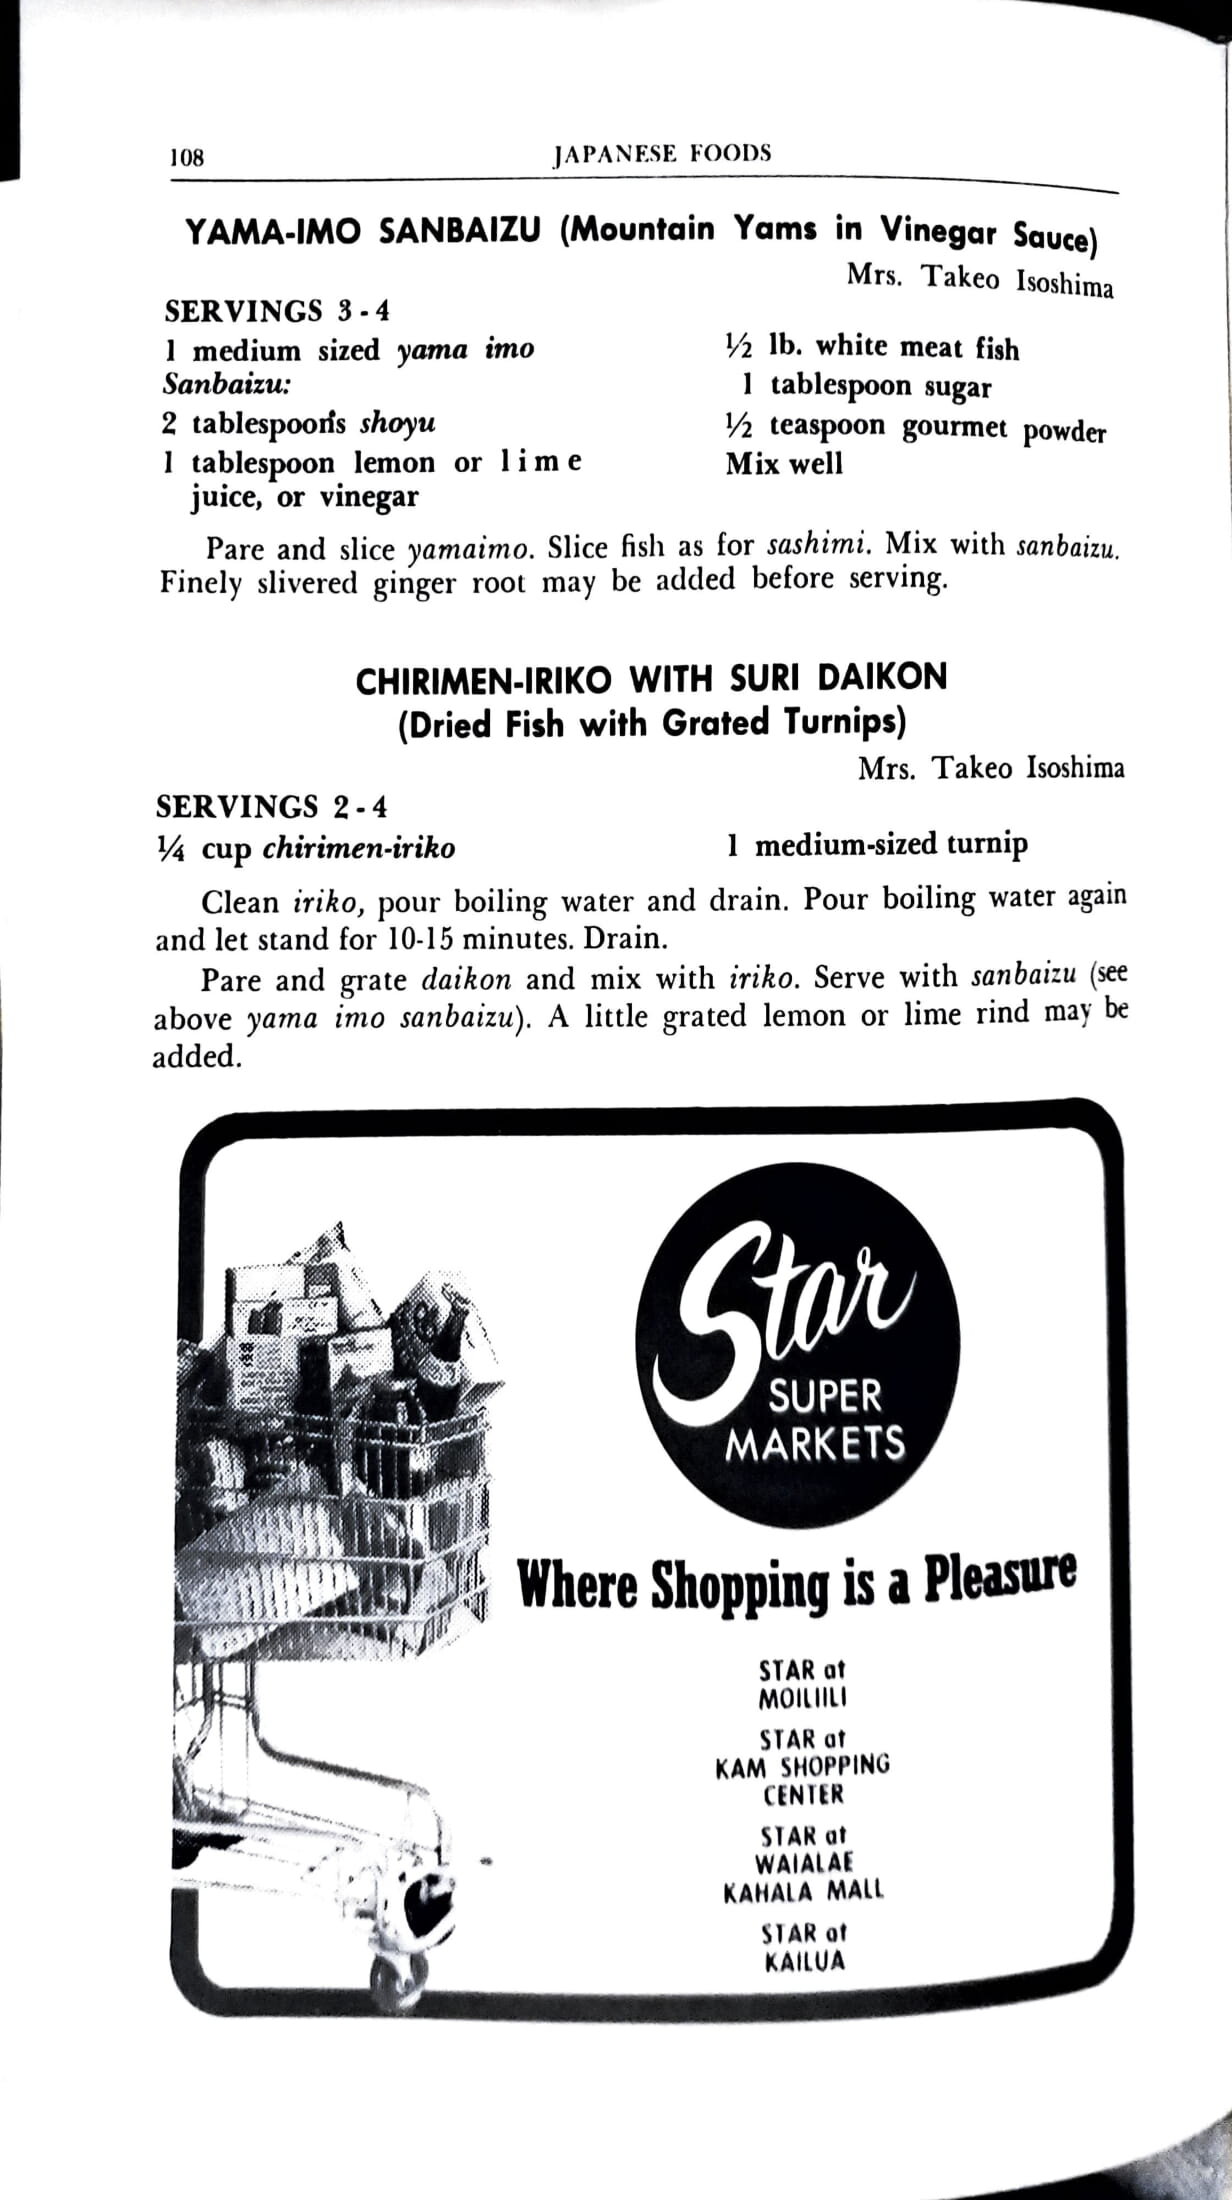 108 JAPANESE FOODS
YAMA-IMO SANBAIZU (Mountain Yams in Vinegar Sauce)
Mrs. Takeo Isoshima
SERVINGS 3 - 4
1 medium sized yama imo
Sanbaizu:
2 tablespoons shoyu
1 tablespoon lemon or lime
juice, or vinegar
½ lb. white meat fish
1 tablespoon sugar
½ teaspoon gourmet powder
Mix well
Pare and slice yamaimo. Slice fish as for sashimi. Mix with sanbaizu.
Finely slivered ginger root may be added before serving.
CHIRIMEN-IRIKO WITH SURI DAIKON
(Dried Fish with Grated Turnips)
Mrs. Takeo Isoshima
SERVINGS 2 - 4
¼ cup chirimen-iriko
1 medium-sized turnip
Clean iriko, pour boiling water and drain. Pour boiling water again
and let stand for 10-15 minutes. Drain.
Pare and grate daikon and mix with iriko. Serve with sanbaizu (see
above yama imo sanbaizu). A little grated lemon or lime rind may be
added.
Star
SUPER
MARKETS
Where Shopping is a Pleasure
STAR at
MOILIILI
STAR at
KAM SHOPPING
CENTER
STAR at
WAIALAE
KAHALA MALL
STAR at
KAILUA